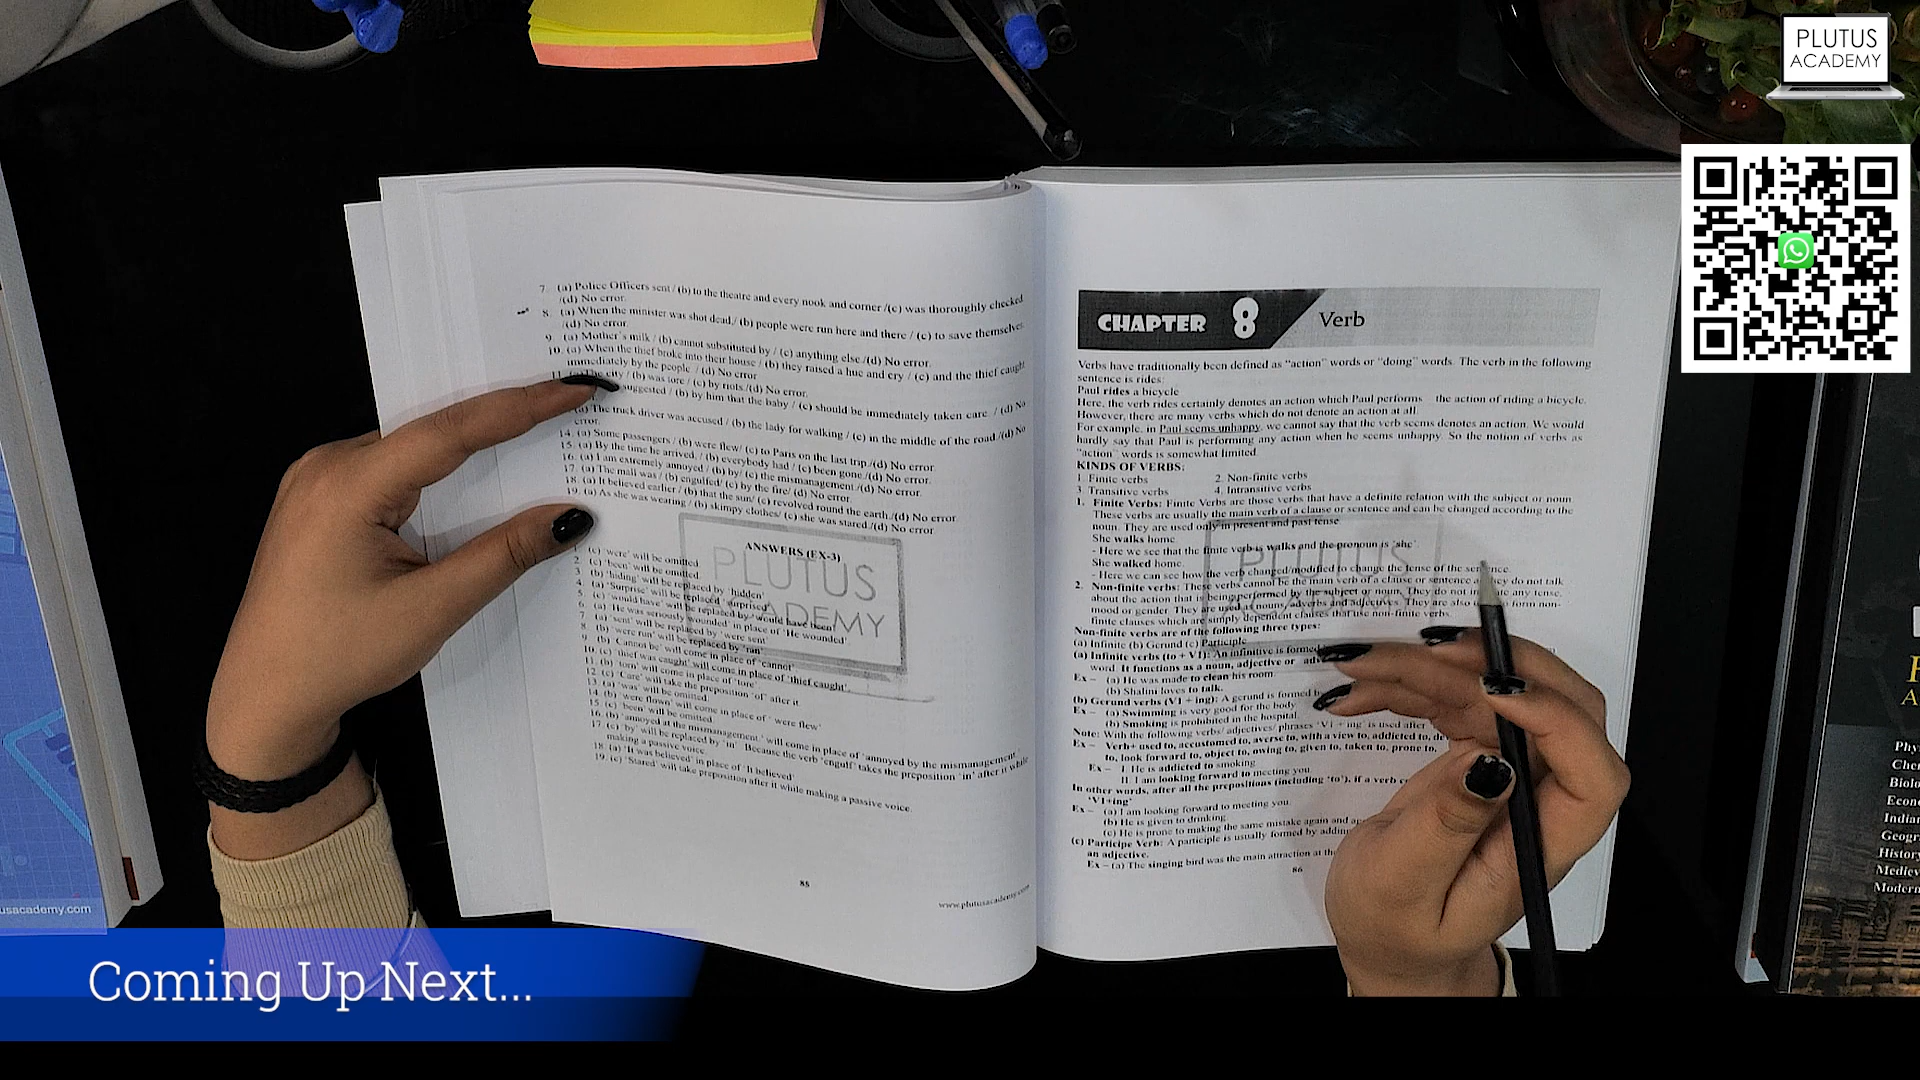 PLUTUS
ACADEMY
7. (a) Police Officers sent / (b) to the theatre and every nook and corner /(c) was thoroughly checked
/(d) No error.
8. (a) When the minister was shot dead,/ (b) people were run here and there / (c) to save themselves
/(d) No error.
9. (a) Mother's milk / (b) cannot substituted by / (c) anything else./(d) No error.
10. (a) When the thief broke into their house / (b) they raised a hue and cry / (c) and the thief caught
immediately by the people. / (d) No error.
11. (a) The city / (b) was tore / (c) by riots./(d) No error.
suggested / (b) by him that the baby / (c) should be immediately taken care. / (d) No
(a) The truck driver was accused / (b) the lady for walking / (c) in the middle of the road./(d) No
error.
14. (a) Some passengers / (b) were flew/ (c) to Paris on the last trip./(d) No error.
15. (a) By the time he arrived, / (b) everybody had / (c) been gone./(d) No error.
16. (a) I am extremely annoyed / (b) by/ (c) the mismanagement./(d) No error.
17. (a) The mall was / (b) engulfed/ (c) by the fire/ (d) No error.
18. (a) It believed earlier / (b) that the sun/ (c) revolved round the earth./(d) No error.
19. (a) As she was wearing / (b) skimpy clothes/ (c) she was stared./(d) No error
ANSWERS (EX-3)
(c) 'were' will be omitted
2. (c) 'been' will be omitted.
3. (b) 'hiding' will be replaced by 'hidden'
4. (a) 'Surprise' will be replaced 'surprised'
5. (c) 'would have' will be replaced by 'would have been'
6. (a) 'He was seriously wounded' in place of 'He wounded'
7. (a) 'sent' will be replaced by 'were sent'
8. (b) 'were run' will be replaced by 'ran'
9. (b) 'Cannot be' will come in place of 'cannot'
10. (c) 'thief was caught' will come in place of 'thief caught'.
11. (b) 'torn' will come in place of 'tore'
12. (c) 'Care' will take the preposition 'of' after it.
13. (a) 'was' will be omitted.
14. (b) 'were flown' will come in place of 'were flew'
15. (c) 'been' will be omitted.
16. (b) 'annoyed at the mismanagement.' will come in place of 'annoyed by the mismanagement.'
17. (c) 'by' will be replaced by 'in' Because the verb 'engulf' takes the preposition 'in' after it while
making a passive voice.
18. (a) 'It was believed' in place of 'It believed'
19. (c) 'Stared' will take preposition after it while making a passive voice.
PLUTUS
ACADEMY
85
www.plutusacademy.com
CHAPTER 8 Verb
Verbs have traditionally been defined as "action" words or "doing" words. The verb in the following
sentence is rides:
Paul rides a bicycle
Here, the verb rides certainly denotes an action which Paul performs the action of riding a bicycle.
However, there are many verbs which do not denote an action at all.
For example, in Paul seems unhappy, we cannot say that the verb seems denotes an action. We would
hardly say that Paul is performing any action when he seems unhappy. So the notion of verbs as
"action" words is somewhat limited.
KINDS OF VERBS:
1 Finite verbs 2. Non-finite verbs
3 Transitive verbs 4. Intransitive verbs
1. Finite Verbs: Finite Verbs are those verbs that have a definite relation with the subject or noun
These verbs are usually the main verb of a clause or sentence and can be changed according to the
noun. They are used only in present and past tense.
She walks home.
- Here we see that the finite verb is walks and the pronoun is 'she'.
She walked home.
- Here we can see how the verb changed/modified to change the tense of the sentence.
2. Non-finite verbs: These verbs cannot be the main verb of a clause or sentence as they do not talk
about the action that is being performed by the subject or noun. They do not indicate any tense,
mood or gender. They are used as nouns, adverbs and adjectives. They are also used to form non-
finite clauses which are simply dependent clauses that use non-finite verbs.
Non-finite verbs are of the following three types:
(a) Infinite (b) Gerund (c) Participle
(a) Infinite verbs (to + V1): An infinitive is formed
word. It functions as a noun, adjective or adv
Ex – (a) He was made to clean his room.
(b) Shalini loves to talk.
(b) Gerund verbs (V1 + ing): A gerund is formed
Ex – (a) Swimming is very good for the body
(b) Smoking is prohibited in the hospital.
Note: With the following verbs/ adjectives/ phrases 'V1 + ing' is used after
Ex – Verb+ used to, accustomed to, averse to, with a view to, addicted to, de
to, look forward to, object to, owing to, given to, taken to, prone to.
Ex – I. He is addicted to smoking
II. I am looking forward to meeting you.
In other words, after all the prepositions (including 'to'), if a verb
'V1+ing'
Ex – (a) I am looking forward to meeting you.
(b) He is given to drinking
(c) He is prone to making the same mistake again and
(c) Participe Verb: A participle is usually formed by adding
an adjective.
Ex – (a) The singing bird was the main attraction at the
86
usacademy.com
Coming Up Next...